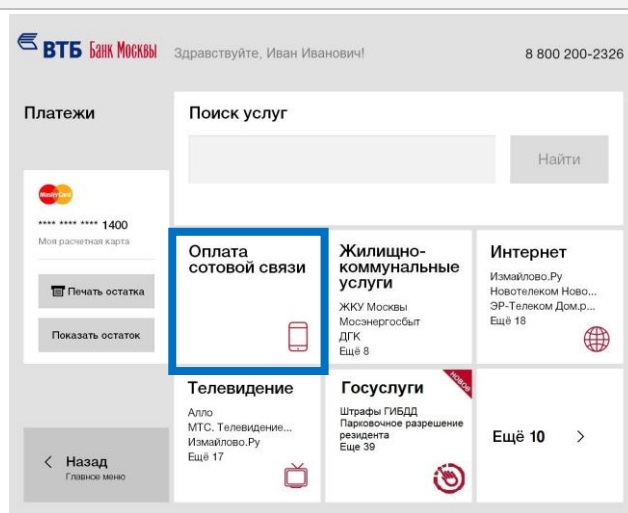 ВТБ Банк Москвы
Здравствуйте, Иван Иванович!
8 800 200-2326
Платежи
Поиск услуг
Найти
MasterCard
**** **** **** 1400
Моя расчетная карта
Печать остатка
Показать остаток
Оплата
сотовой связи
Жилищно-
коммунальные
услуги
ЖКУ Москвы
Мосэнергосбыт
ДГК
Ещё 8
Интернет
Измайлово.Ру
Новотелеком Ново...
ЭР-Телеком Дом.р...
Ещё 18
Телевидение
Алло
МТС. Телевидение...
Измайлово.Ру
Ещё 17
Госуслуги
НОВОЕ
Штрафы ГИБДД
Парковочное разрешение
резидента
Еще 39
Ещё 10 >
< Назад
Главное меню